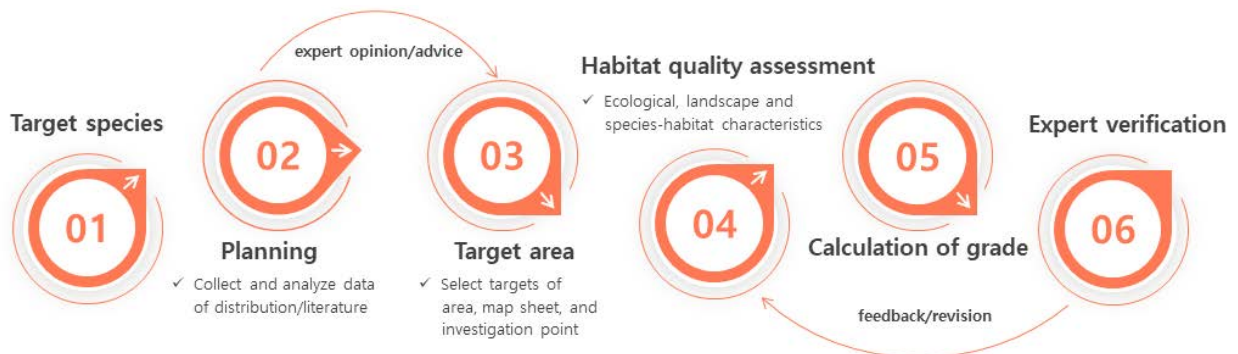 Target species
01
expert opinion/advice
02
Planning
✓ Collect and analyze data
of distribution/literature
03
Target area
✓ Select targets of
area, map sheet, and
investigation point
Habitat quality assessment
✓ Ecological, landscape and
species-habitat characteristics
04
05
Calculation of grade
Expert verification
06
feedback/revision